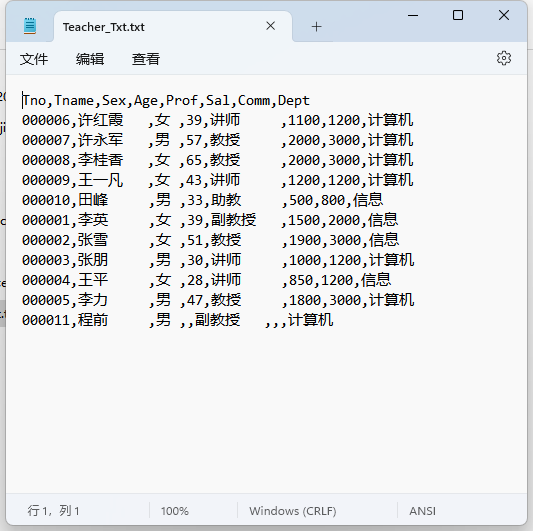 Teacher_Txt.txt
文件 编辑 查看
Tno,Tname,Sex,Age,Prof,Sal,Comm,Dept
000006,许红霞   ,女 ,39,讲师     ,1100,1200,计算机
000007,许永军   ,男 ,57,教授     ,2000,3000,计算机
000008,李桂香   ,女 ,65,教授     ,2000,3000,计算机
000009,王一凡   ,女 ,43,讲师     ,1200,1200,计算机
000010,田峰     ,男 ,33,助教     ,500,800,信息
000001,李英     ,女 ,39,副教授   ,1500,2000,信息
000002,张雪     ,女 ,51,教授     ,1900,3000,信息
000003,张朋     ,男 ,30,讲师     ,1000,1200,计算机
000004,王平     ,女 ,28,讲师     ,850,1200,信息
000005,李力     ,男 ,47,教授     ,1800,3000,计算机
000011,程前     ,男 ,,副教授   ,,,计算机
行 1, 列 1 100% Windows (CRLF) ANSI